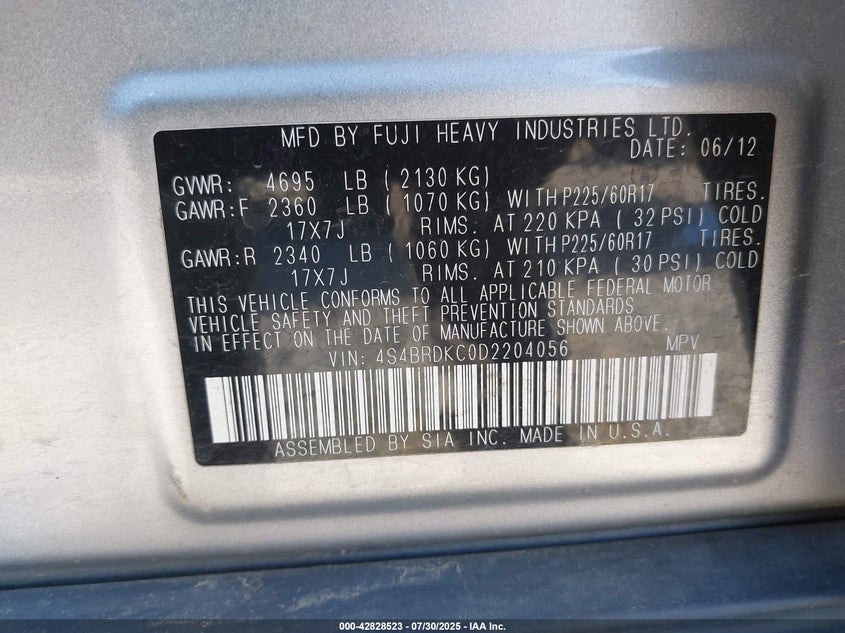 MFD BY FUJI HEAVY INDUSTRIES LTD.
DATE: 06/12
GVWR: 4695 LB ( 2130 KG)
GAWR:F 2360 LB ( 1070 KG) WITH P225/60R17 TIRES.
17X7J RIMS. AT 220 KPA ( 32 PSI) COLD
GAWR:R 2340 LB ( 1060 KG) WITH P225/60R17 TIRES.
17X7J RIMS. AT 210 KPA ( 30 PSI) COLD
THIS VEHICLE CONFORMS TO ALL APPLICABLE FEDERAL MOTOR
VEHICLE SAFETY AND THEFT PREVENTION STANDARDS
IN EFFECT ON THE DATE OF MANUFACTURE SHOWN ABOVE.
VIN: 4S4BRDKC0D2204056 MPV
ASSEMBLED BY SIA INC. MADE IN U.S.A.
000-42828523 | 07/30/2025 - IAA Inc.